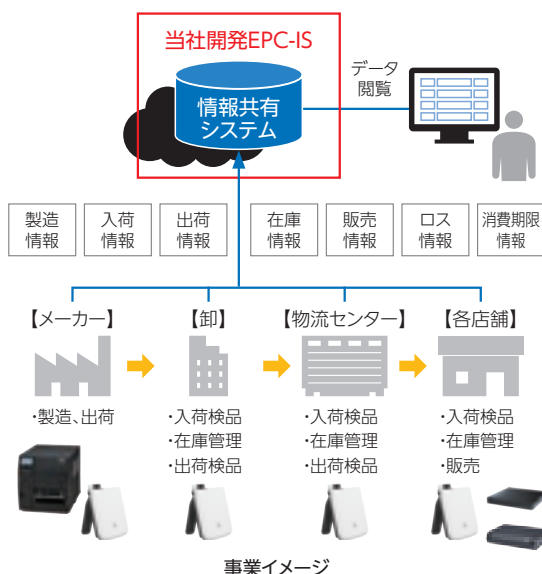 当社開発EPC-IS
情報共有
システム
データ
閲覧
製造
情報
入荷
情報
出荷
情報
在庫
情報
販売
情報
ロス
情報
消費期限
情報
【メーカー】
【卸】
【物流センター】
【各店舗】
・製造、出荷
・入荷検品
・在庫管理
・出荷検品
・入荷検品
・在庫管理
・出荷検品
・入荷検品
・在庫管理
・販売
事業イメージ